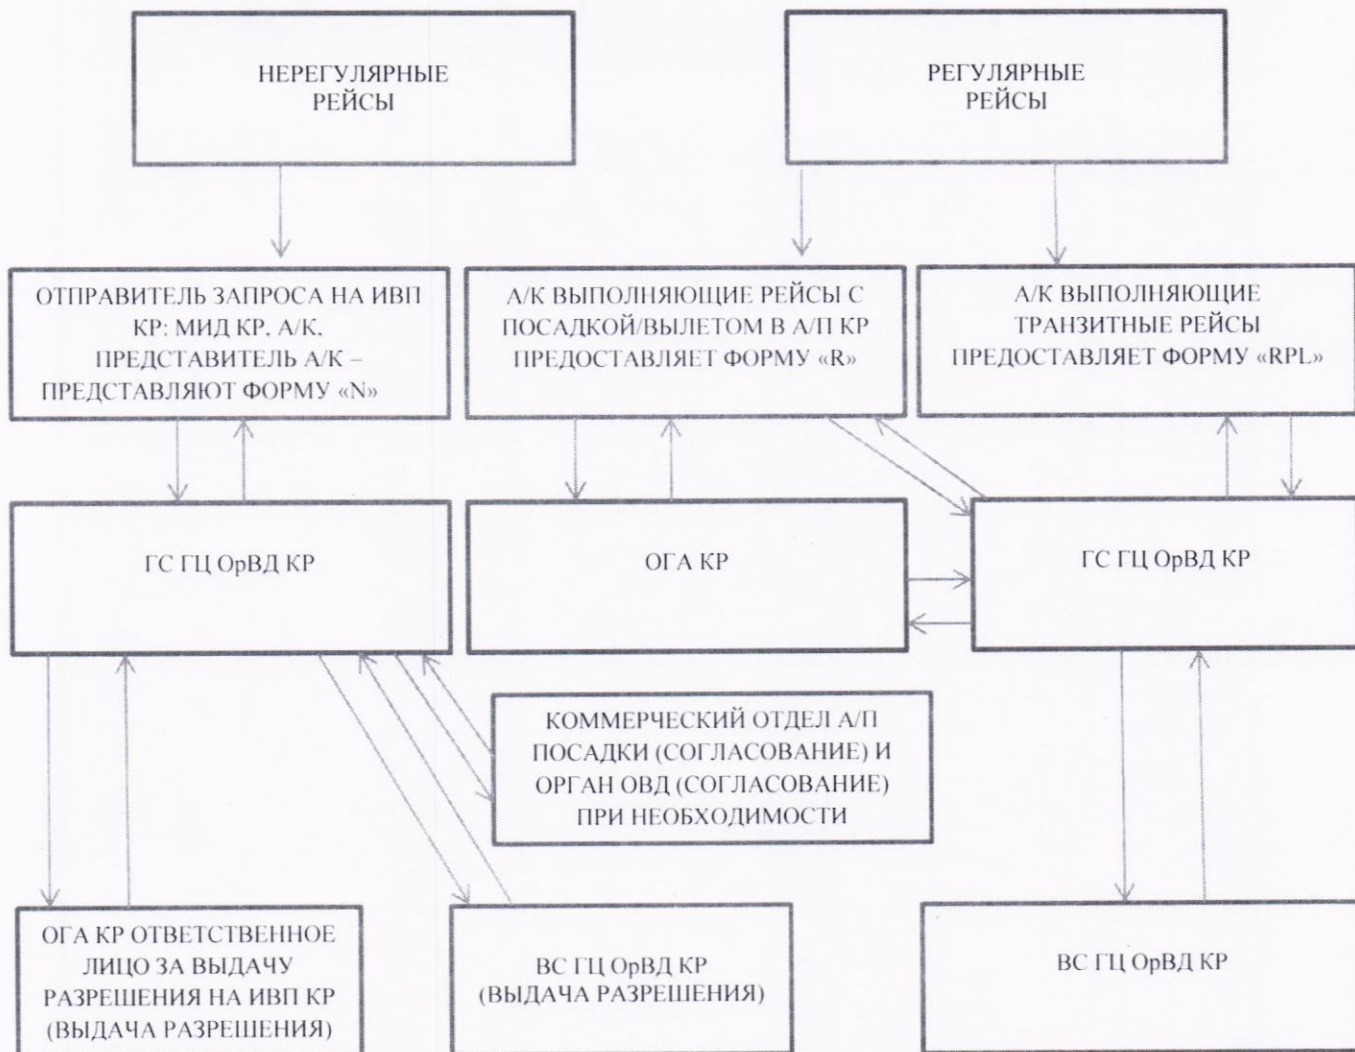 НЕРЕГУЛЯРНЫЕ
РЕЙСЫ
РЕГУЛЯРНЫЕ
РЕЙСЫ
ОТПРАВИТЕЛЬ ЗАПРОСА НА ИВП
КР: МИД КР, А/К,
ПРЕДСТАВИТЕЛЬ А/К –
ПРЕДСТАВЛЯЮТ ФОРМУ «N»
А/К ВЫПОЛНЯЮЩИЕ РЕЙСЫ С
ПОСАДКОЙ/ВЫЛЕТОМ В А/П КР
ПРЕДОСТАВЛЯЕТ ФОРМУ «R»
А/К ВЫПОЛНЯЮЩИЕ
ТРАНЗИТНЫЕ РЕЙСЫ
ПРЕДОСТАВЛЯЕТ ФОРМУ «RPL»
ГС ГЦ ОрВД КР
ОГА КР
ГС ГЦ ОрВД КР
КОММЕРЧЕСКИЙ ОТДЕЛ А/П
ПОСАДКИ (СОГЛАСОВАНИЕ) И
ОРГАН ОВД (СОГЛАСОВАНИЕ)
ПРИ НЕОБХОДИМОСТИ
ОГА КР ОТВЕТСТВЕННОЕ
ЛИЦО ЗА ВЫДАЧУ
РАЗРЕШЕНИЯ НА ИВП КР
(ВЫДАЧА РАЗРЕШЕНИЯ)
ВС ГЦ ОрВД КР
(ВЫДАЧА РАЗРЕШЕНИЯ)
ВС ГЦ ОрВД КР